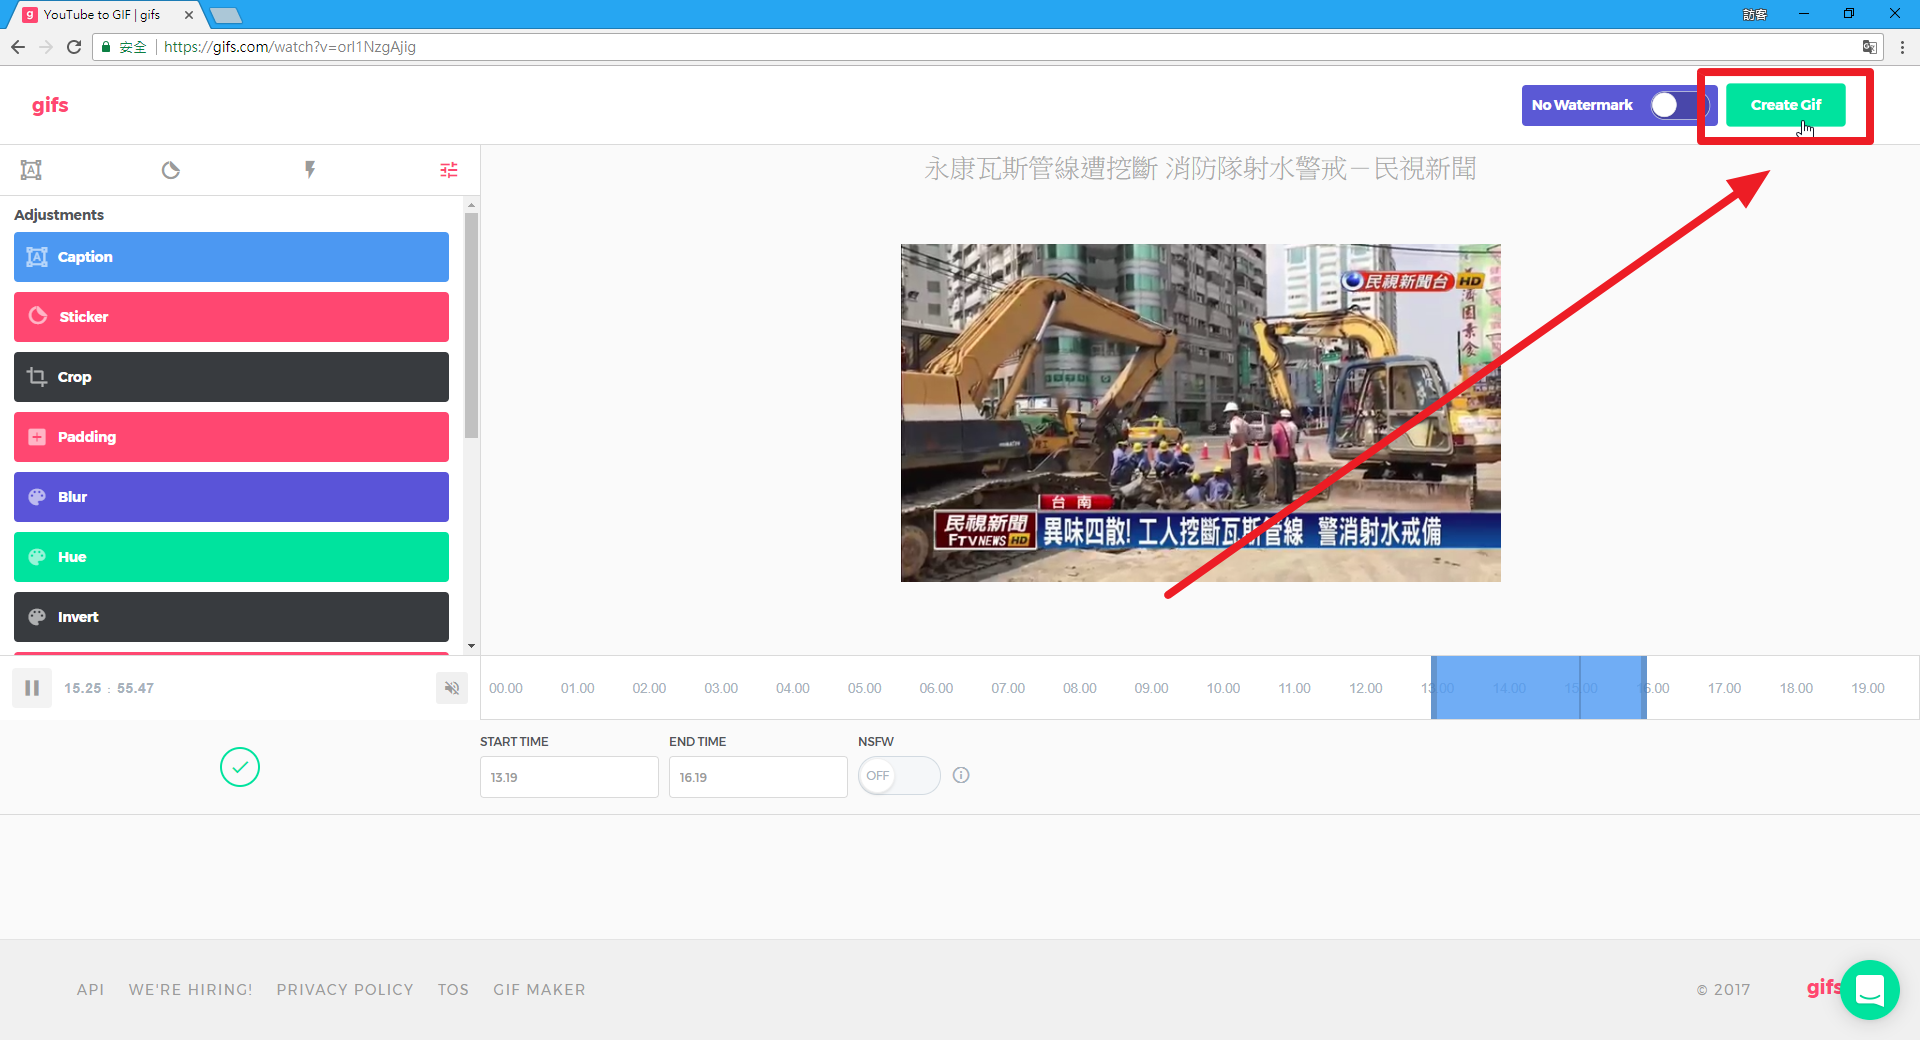 YouTube to GIF | gifs
訪客
安全
https://gifs.com/watch?v=orI1NzgAjig
gifs
No Watermark
Create Gif
永康瓦斯管線遭挖斷 消防隊射水警戒－民視新聞
Adjustments
Caption
Sticker
Crop
Padding
Blur
Hue
Invert
民視新聞台 HD
台南
民視新聞
FTVNEWS HD
異味四散! 工人挖斷瓦斯管線 警消射水戒備
15.25 : 55.47
00.00 01.00 02.00 03.00 04.00 05.00 06.00 07.00 08.00 09.00 10.00 11.00 12.00 13.00 14.00 15.00 16.00 17.00 18.00 19.00
START TIME
END TIME
NSFW
13.19
16.19
OFF
API
WE'RE HIRING!
PRIVACY POLICY
TOS
GIF MAKER
© 2017
gifs